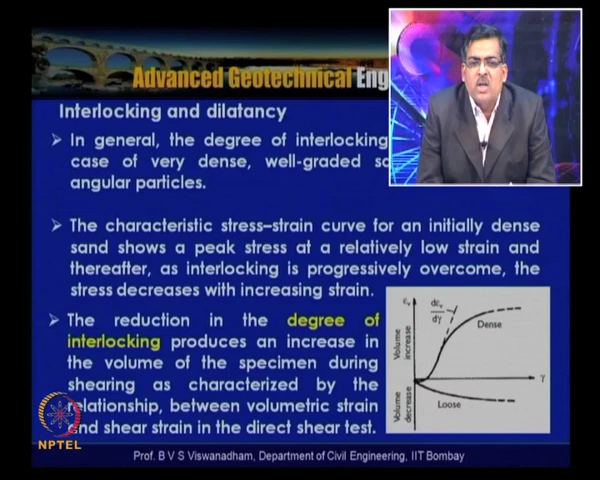 Advanced Geotechnical Eng
Interlocking and dilatancy
In general, the degree of interlocking
case of very dense, well-graded
angular particles.
The characteristic stress–strain curve for an initially dense
sand shows a peak stress at a relatively low strain and
thereafter, as interlocking is progressively overcome, the
stress decreases with increasing strain.
The reduction in the degree of
interlocking produces an increase in
the volume of the specimen during
shearing as characterized by the
relationship, between volumetric strain
and shear strain in the direct shear test.
εv
dεv
dγ
Dense
Volume increase
γ
Volume decrease
Loose
NPTEL
Prof. B V S Viswanadham, Department of Civil Engineering, IIT Bombay